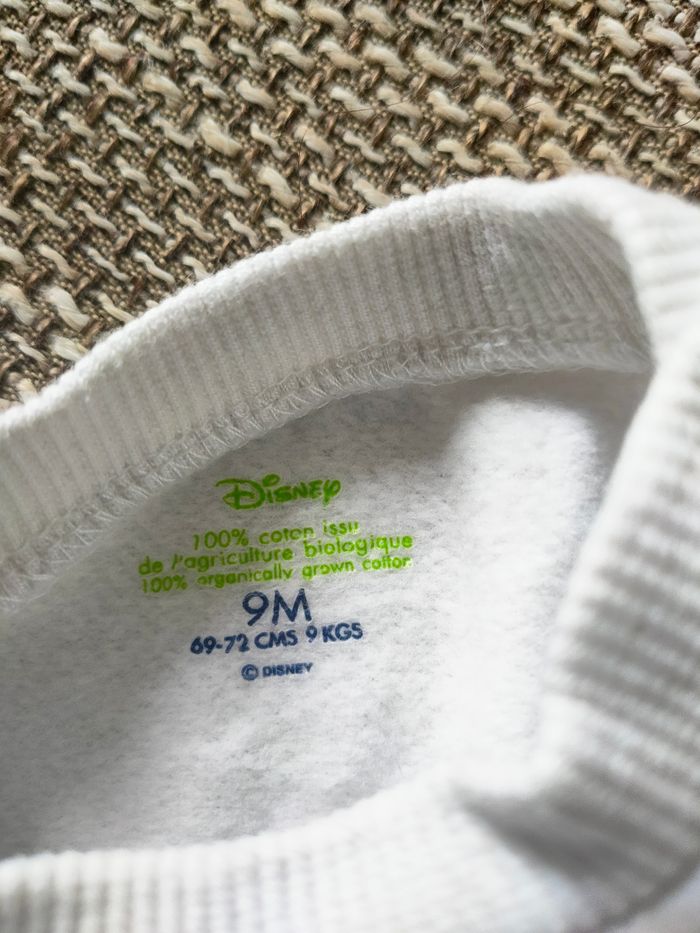 Disney
100% coton issu
de l'agriculture biologique
100% organically grown cotton
9M
69-72 CMS 9 KGS
© DISNEY